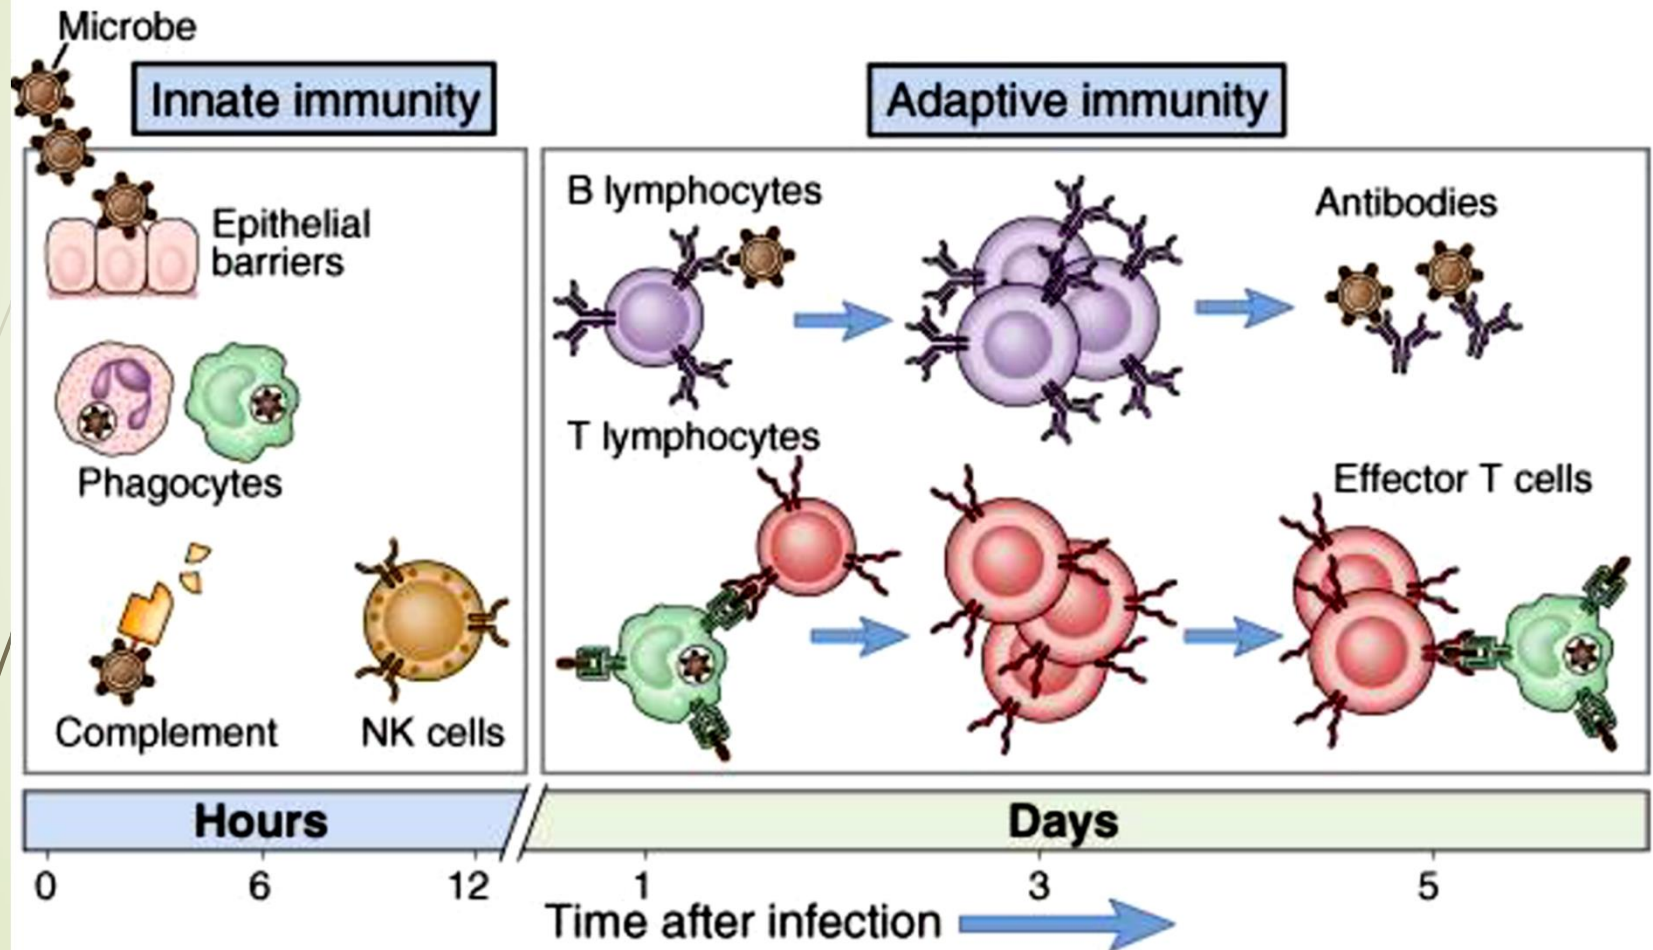 Microbe
Innate immunity
Epithelial
barriers
Phagocytes
Complement
NK cells
Adaptive immunity
B lymphocytes
Antibodies
T lymphocytes
Effector T cells
Hours
Days
0
6
12
1
3
5
Time after infection